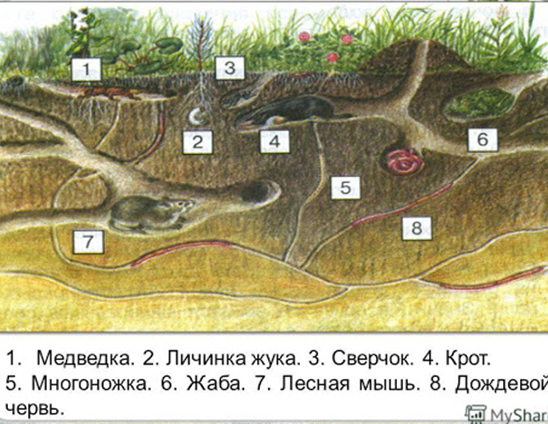 1
3
2
4
6
5
7
8
1. Медведка. 2. Личинка жука. 3. Сверчок. 4. Крот.
5. Многоножка. 6. Жаба. 7. Лесная мышь. 8. Дождевой
червь.
MyShar